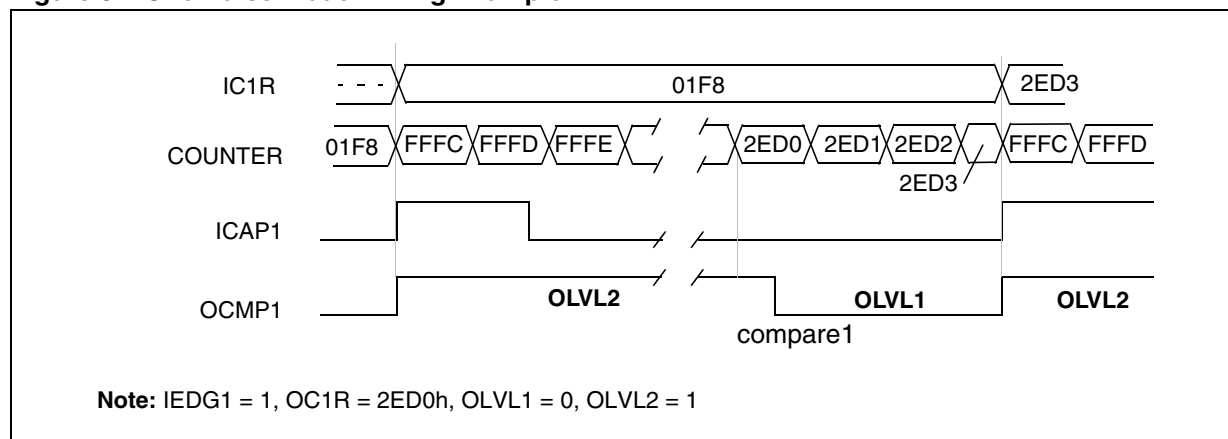 IC1R - - - 01F8 2ED3
COUNTER 01F8 FFFC FFFD FFFE 2ED0 2ED1 2ED2 FFFC FFFD
2ED3
ICAP1
OCMP1 OLVL2 OLVL1 OLVL2
compare1
Note: IEDG1 = 1, OC1R = 2ED0h, OLVL1 = 0, OLVL2 = 1